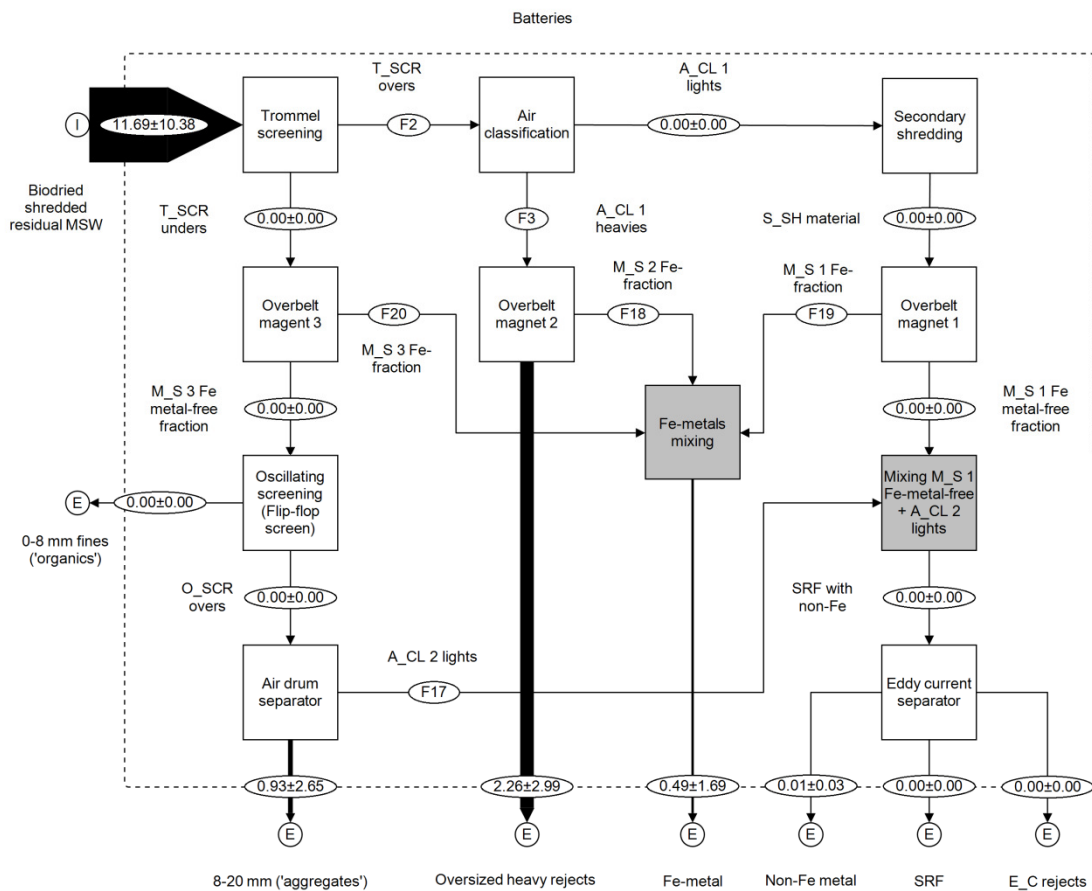 Batteries
T_SCR
overs
A_CL 1
lights
I
11.69±10.38
Trommel
screening
F2
Air
classification
0.00±0.00
Secondary
shredding
Biodried
shredded
residual MSW
T_SCR
unders
0.00±0.00
F3
A_CL 1
heavies
S_SH material
0.00±0.00
Overbelt
magent 3
F20
M_S 3 Fe-
fraction
Overbelt
magnet 2
M_S 2 Fe-
fraction
F18
M_S 1 Fe-
fraction
F19
Overbelt
magnet 1
M_S 3 Fe
metal-free
fraction
0.00±0.00
Fe-metals
mixing
0.00±0.00
M_S 1 Fe
metal-free
fraction
E
0.00±0.00
0-8 mm fines
('organics')
Oscillating
screening
(Flip-flop
screen)
Mixing M_S 1
Fe-metal-free
+ A_CL 2
lights
O_SCR
overs
0.00±0.00
SRF with
non-Fe
0.00±0.00
Air drum
separator
A_CL 2 lights
F17
Eddy current
separator
0.93±2.65
2.26±2.99
0.49±1.69
0.01±0.03
0.00±0.00
0.00±0.00
E
E
E
E
E
E
8-20 mm ('aggregates')
Oversized heavy rejects
Fe-metal
Non-Fe metal
SRF
E_C rejects